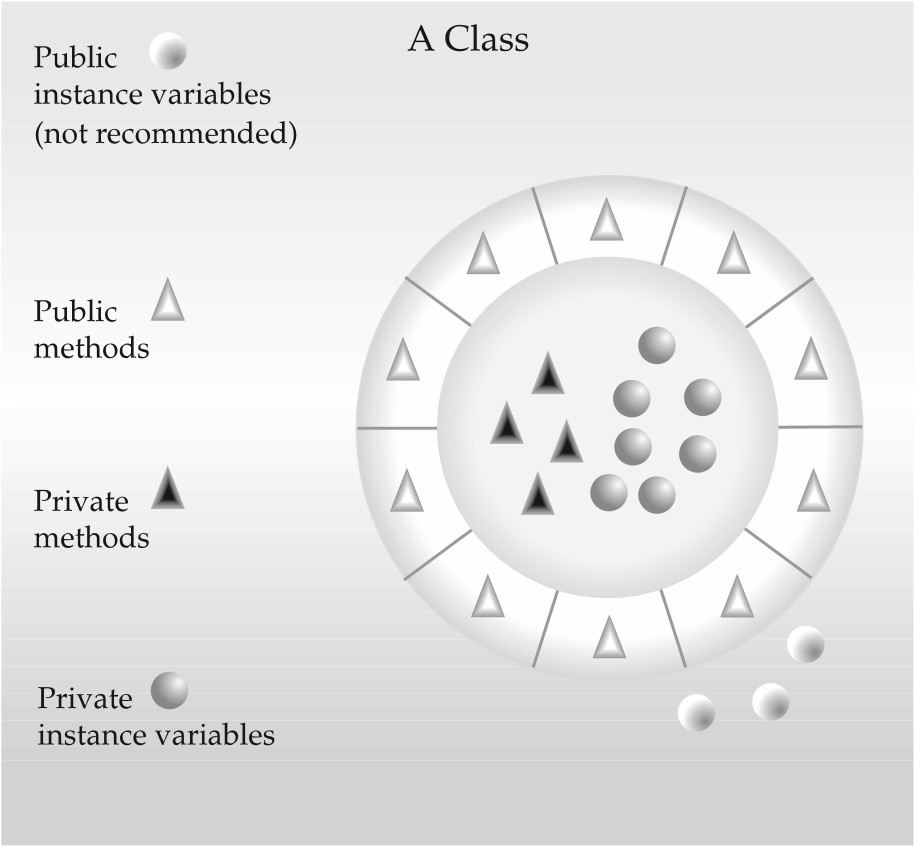 A Class
Public
instance variables
(not recommended)
Public
methods
Private
methods
Private
instance variables